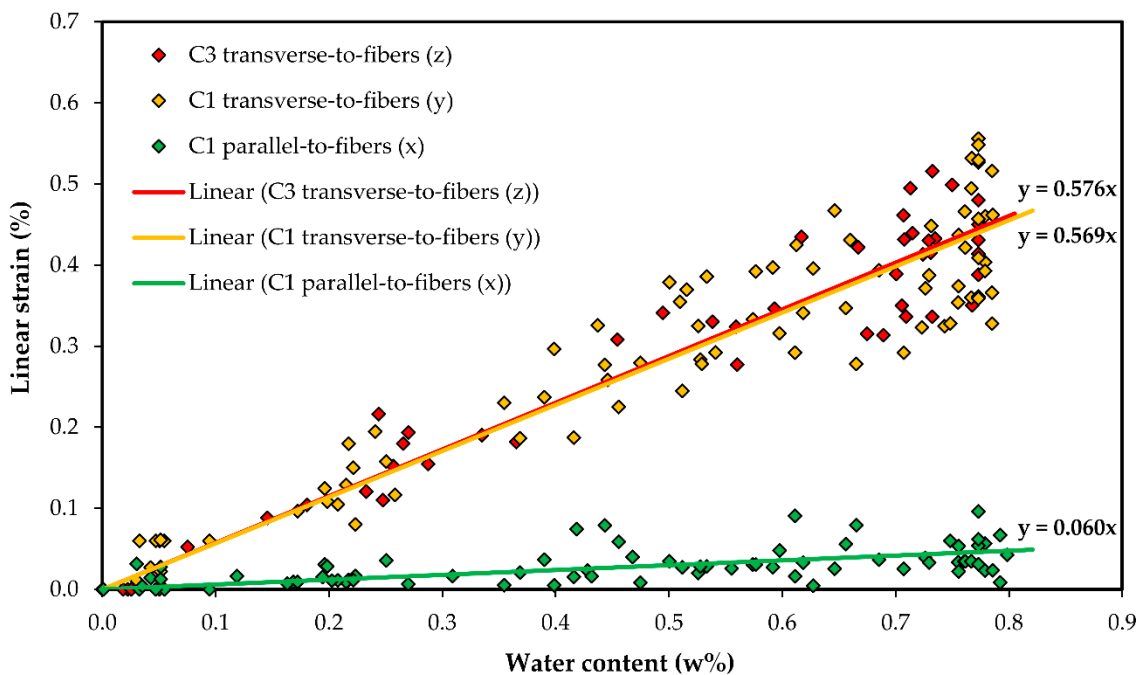 0.7
0.6
0.5
0.4
0.3
0.2
0.1
0.0
Linear strain (%)
C3 transverse-to-fibers (z)
C1 transverse-to-fibers (y)
C1 parallel-to-fibers (x)
Linear (C3 transverse-to-fibers (z))
Linear (C1 transverse-to-fibers (y))
Linear (C1 parallel-to-fibers (x))
y = 0.576x
y = 0.569x
y = 0.060x
0.0 0.1 0.2 0.3 0.4 0.5 0.6 0.7 0.8 0.9
Water content (w%)